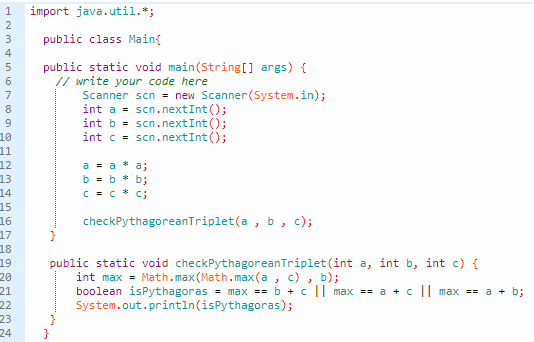 1 import java.util.*;
2
3 public class Main{
4
5 public static void main(String[] args) {
6 // write your code here
7 Scanner scn = new Scanner(System.in);
8 int a = scn.nextInt();
9 int b = scn.nextInt();
10 int c = scn.nextInt();
11
12 a = a * a;
13 b = b * b;
14 c = c * c;
15
16 checkPythagoreanTriplet(a , b , c);
17 }
18
19 public static void checkPythagoreanTriplet(int a, int b, int c) {
20 int max = Math.max(Math.max(a , c) , b);
21 boolean isPythagoras = max == b + c || max == a + c || max == a + b;
22 System.out.println(isPythagoras);
23 }
24 }